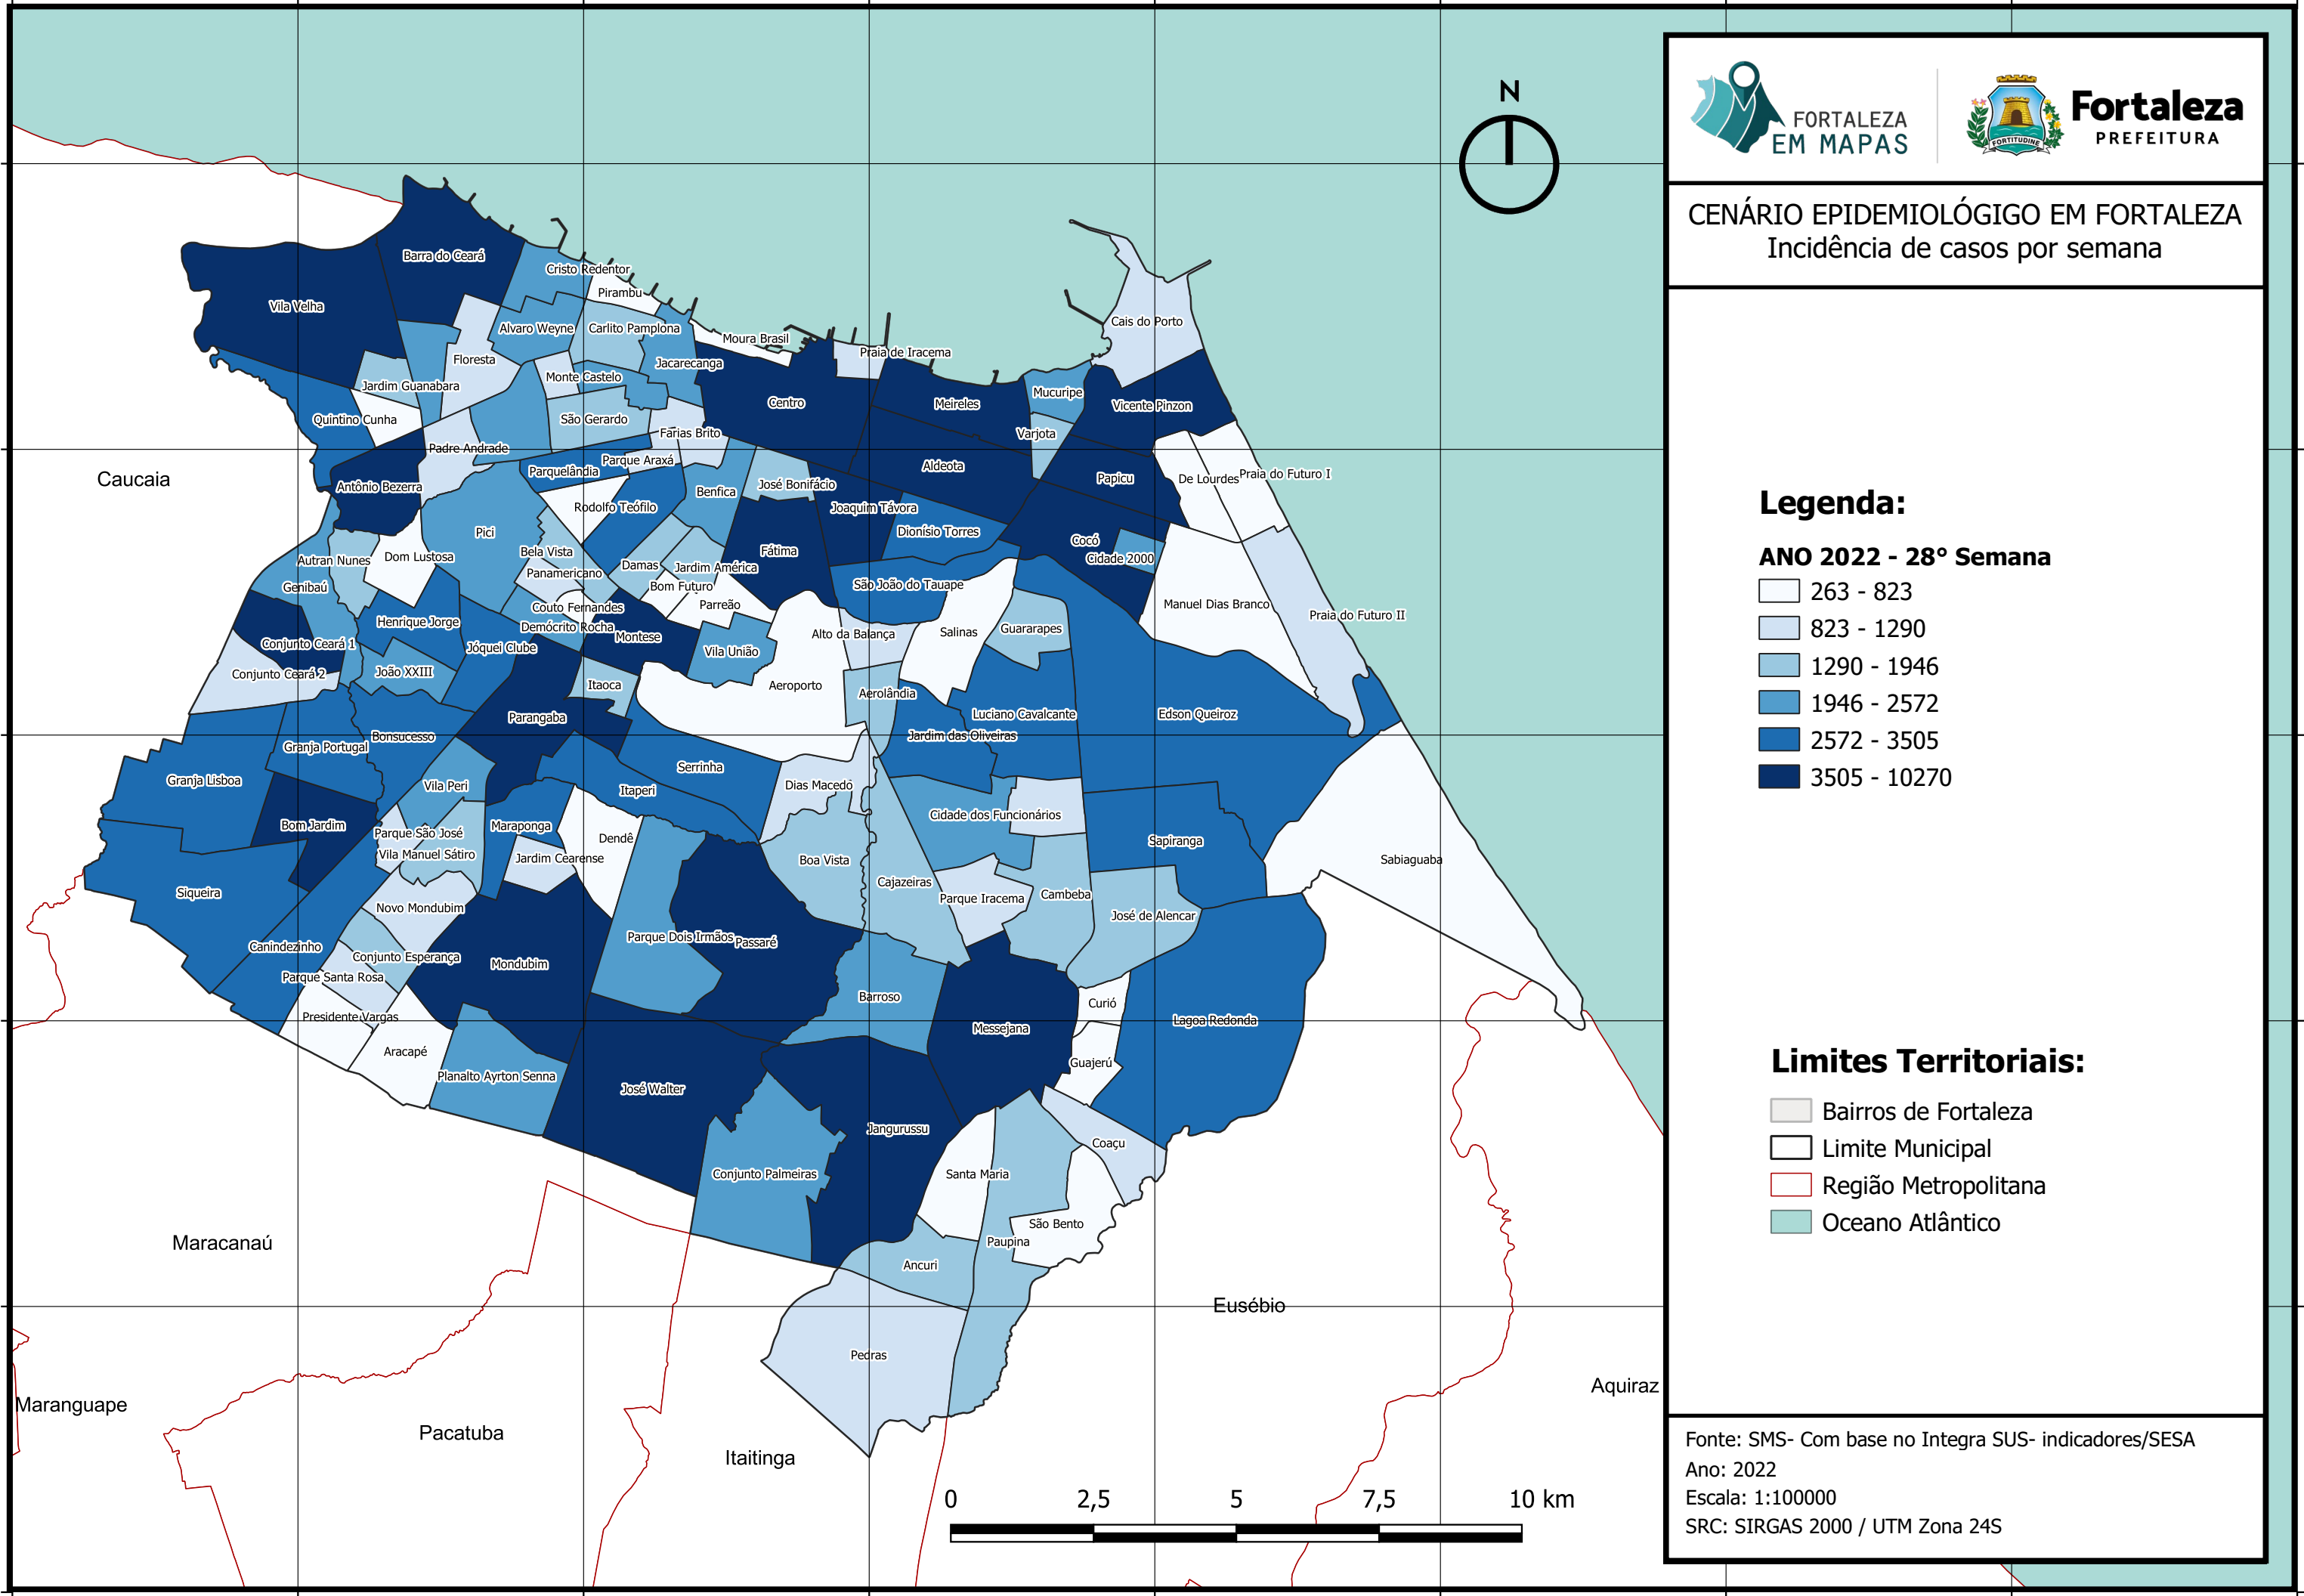 N
FORTALEZA
EM MAPAS
FORTITUDINE
Fortaleza
PREFEITURA
CENÁRIO EPIDEMIOLÓGIGO EM FORTALEZA
Incidência de casos por semana
Legenda:
ANO 2022 - 28° Semana
263 - 823
823 - 1290
1290 - 1946
1946 - 2572
2572 - 3505
3505 - 10270
Limites Territoriais:
Bairros de Fortaleza
Limite Municipal
Região Metropolitana
Oceano Atlântico
Fonte: SMS- Com base no Integra SUS- indicadores/SESA
Ano: 2022
Escala: 1:100000
SRC: SIRGAS 2000 / UTM Zona 24S
Barra do Ceará
Cristo Redentor
Pirambu
Vila Velha
Cais do Porto
Alvaro Weyne
Carlito Pamplona
Moura Brasil
Praia de Iracema
Floresta
Jacarecanga
Monte Castelo
Jardim Guanabara
Mucuripe
Centro
Meireles
Vicente Pinzon
Quintino Cunha
São Gerardo
Farias Brito
Varjota
Padre Andrade
Parque Araxá
Aldeota
Parquelândia
Praia do Futuro I
Caucaia
Papicu
De Lourdes
Antônio Bezerra
José Bonifácio
Benfica
Rodolfo Teófilo
Joaquim Távora
Pici
Dionísio Torres
Cocó
Bela Vista
Fátima
Dom Lustosa
Cidade 2000
Autran Nunes
Damas
Jardim América
Panamericano
Genibaú
Bom Futuro
São João do Tauape
Parreão
Manuel Dias Branco
Couto Fernandes
Praia do Futuro II
Henrique Jorge
Demócrito Rocha
Montese
Alto da Balança
Salinas
Guararapes
Conjunto Ceará 1
Jóquei Clube
Vila União
João XXIII
Conjunto Ceará 2
Itaoca
Aeroporto
Aerolândia
Parangaba
Luciano Cavalcante
Edson Queiroz
Bonsucesso
Jardim das Oliveiras
Granja Portugal
Serrinha
Granja Lisboa
Vila Peri
Itaperi
Dias Macedo
Cidade dos Funcionários
Bom Jardim
Maraponga
Parque São José
Dendê
Sapiranga
Vila Manuel Sátiro
Jardim Cearense
Boa Vista
Sabiaguaba
Cajazeiras
Siqueira
Parque Iracema
Cambeba
Novo Mondubim
José de Alencar
Parque Dois Irmãos
Passaré
Canindezinho
Conjunto Esperança
Mondubim
Parque Santa Rosa
Barroso
Curió
Presidente Vargas
Messejana
Lagoa Redonda
Aracapé
Guajerú
Planalto Ayrton Senna
José Walter
Jangurussu
Coaçu
Conjunto Palmeiras
Santa Maria
São Bento
Maracanaú
Paupina
Ancuri
Eusébio
Pedras
Aquiraz
Maranguape
Pacatuba
Itaitinga
0 2,5 5 7,5 10 km